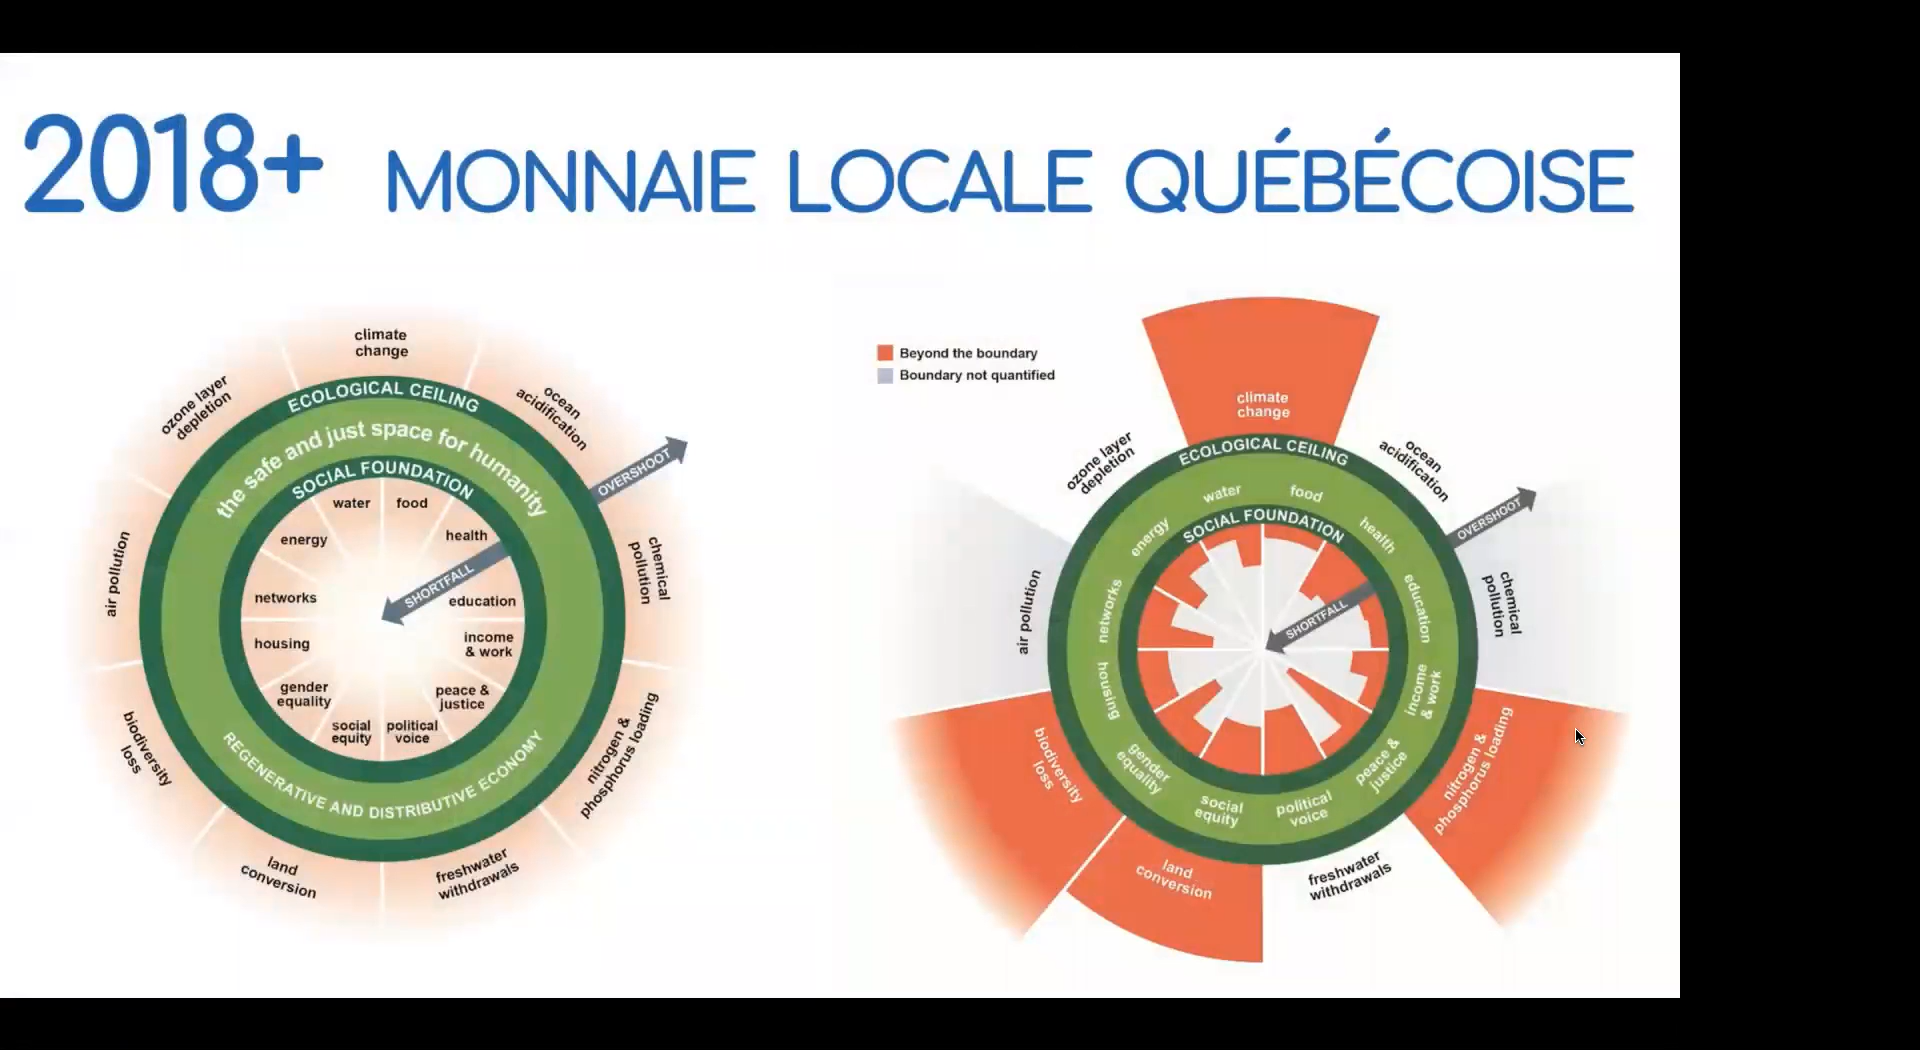 2018+ MONNAIE LOCALE QUÉBÉCOISE
climate
change
ozone layer
depletion
ocean
acidification
ECOLOGICAL CEILING
the safe and just space for humanity
SOCIAL FOUNDATION
OVERSHOOT
water
food
energy
health
SHORTFALL
networks
education
housing
income
& work
gender
equality
peace &
justice
social
equity
political
voice
air pollution
chemical
pollution
biodiversity
loss
nitrogen &
phosphorus loading
REGENERATIVE AND DISTRIBUTIVE ECONOMY
land
conversion
freshwater
withdrawals
Beyond the boundary
Boundary not quantified
climate
change
ozone layer
depletion
ocean
acidification
ECOLOGICAL CEILING
OVERSHOOT
water
food
energy
health
SOCIAL FOUNDATION
SHORTFALL
networks
education
housing
income
& work
gender
equality
peace &
justice
social
equity
political
voice
air pollution
chemical
pollution
biodiversity
loss
nitrogen &
phosphorus loading
land
conversion
freshwater
withdrawals